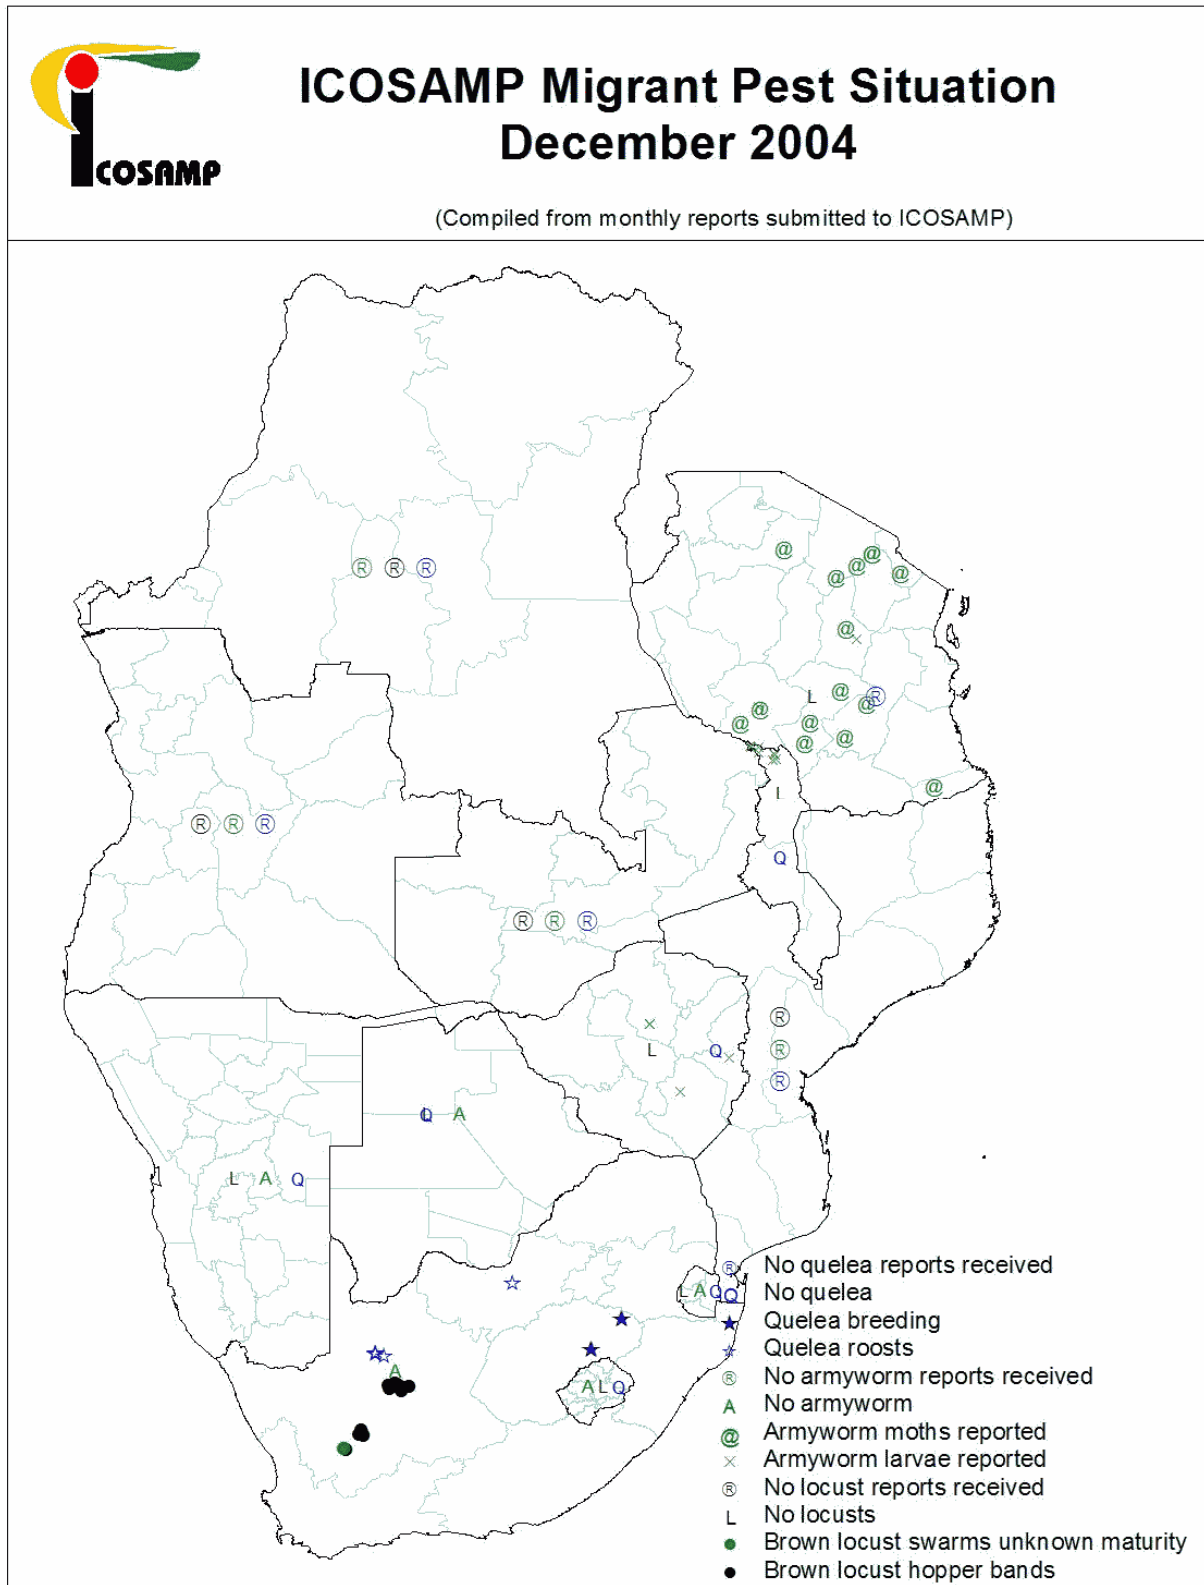 ICOSAMP
ICOSAMP Migrant Pest Situation
December 2004
(Compiled from monthly reports submitted to ICOSAMP)
@ @
@ @ @
@
R R R
@
L @ @ R
@ @ @
@ @
@
L
R R R
Q
R R R
R
L Q
R
R
L Q A
L A Q
L A Q Q
A
A L Q
R No quelea reports received
Q No quelea
Quelea breeding
Quelea roosts
R No armyworm reports received
A No armyworm
@ Armyworm moths reported
× Armyworm larvae reported
R No locust reports received
L No locusts
Brown locust swarms unknown maturity
Brown locust hopper bands